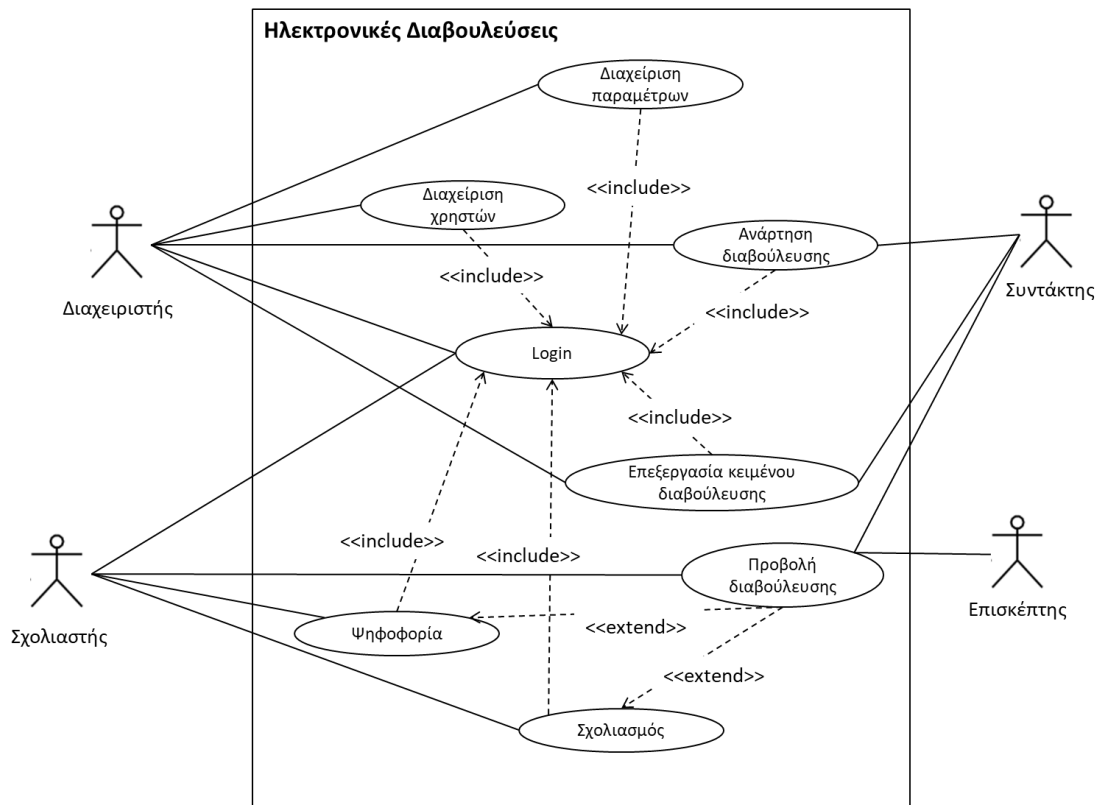 Ηλεκτρονικές Διαβουλεύσεις
Διαχείριση
παραμέτρων
<<include>>
Διαχείριση
χρηστών
Ανάρτηση
διαβούλευσης
<<include>>
<<include>>
Διαχειριστής
Συντάκτης
Login
<<include>>
Επεξεργασία κειμένου
διαβούλευσης
<<include>>
<<include>>
Προβολή
διαβούλευσης
Σχολιαστής
Επισκέπτης
Ψηφοφορία
<<extend>>
<<extend>>
Σχολιασμός